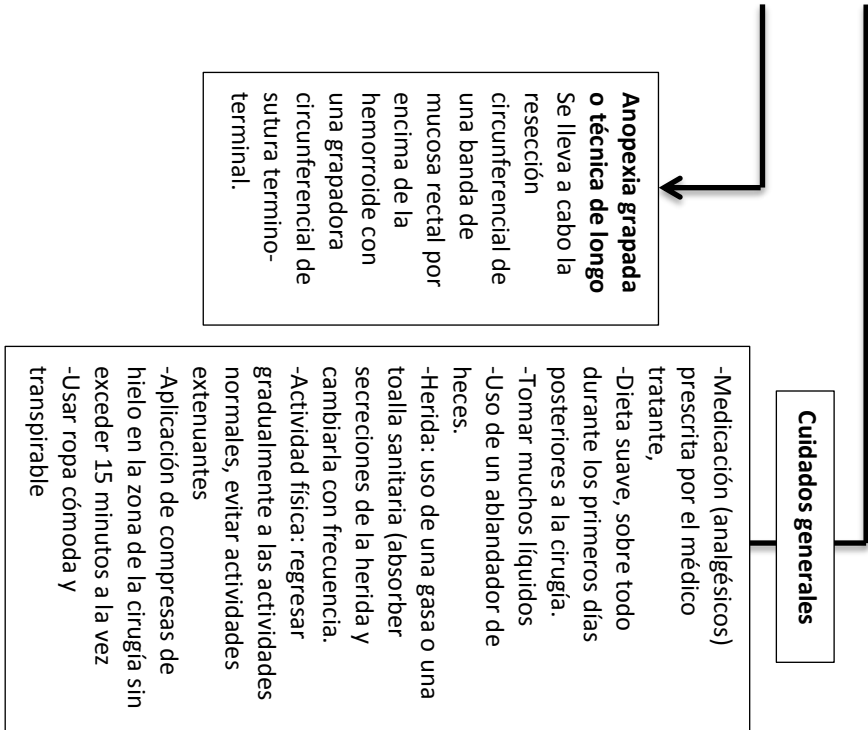 Anopexia grapada
o técnica de longo
Se lleva a cabo la
resección
circunferencial de
una banda de
mucosa rectal por
encima de la
hemorroide con
una grapadora
circunferencial de
sutura termino-
terminal.
Cuidados generales
-Medicación (analgésicos)
prescrita por el médico
tratante,
-Dieta suave, sobre todo
durante los primeros días
posteriores a la cirugía.
-Tomar muchos líquidos
-Uso de un ablandador de
heces.
-Herida: uso de una gasa o una
toalla sanitaria (absorber
secreciones de la herida y
cambiarla con frecuencia.
-Actividad física: regresar
gradualmente a las actividades
normales, evitar actividades
extenuantes
-Aplicación de compresas de
hielo en la zona de la cirugía sin
exceder 15 minutos a la vez
-Usar ropa cómoda y
transpirable